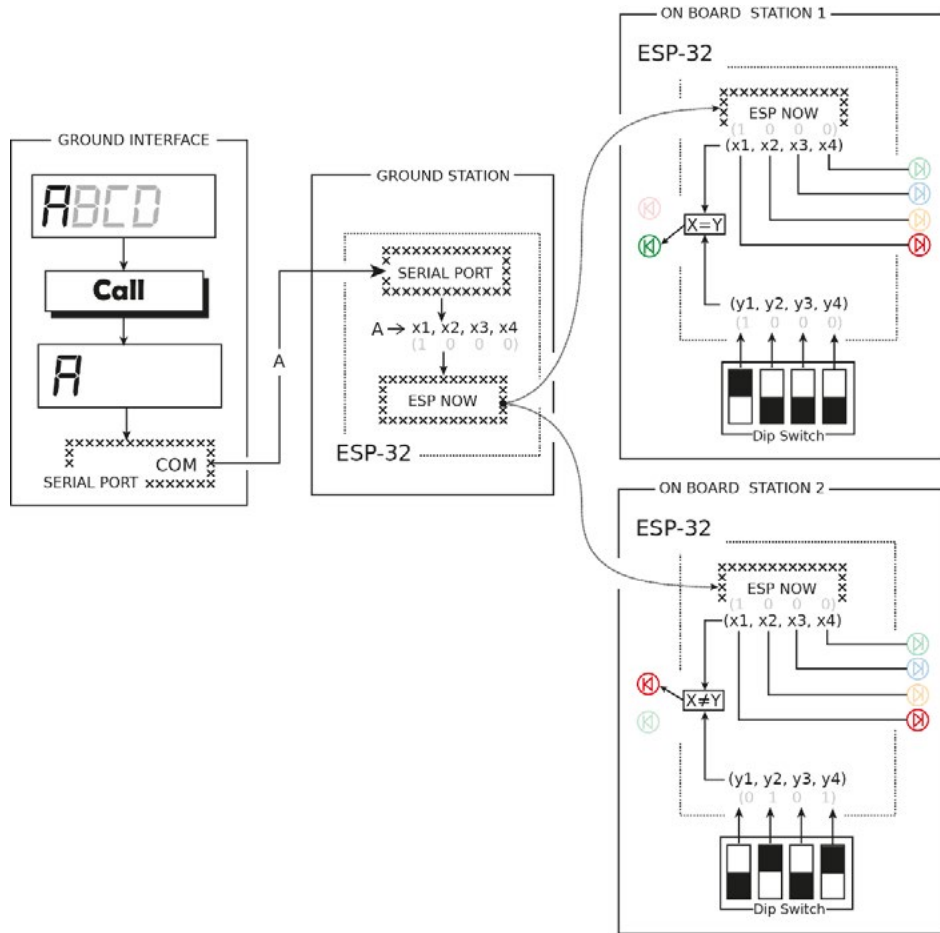 GROUND INTERFACE
ABCD
Call
A
COM
SERIAL PORT
A
GROUND STATION
SERIAL PORT
A → x1, x2, x3, x4
(1 0 0 0)
ESP NOW
ESP-32
ON BOARD STATION 1
ESP-32
ESP NOW
(1 0 0 0)
(x1, x2, x3, x4)
X=Y
(y1, y2, y3, y4)
(1 0 0 0)
Dip Switch
ON BOARD STATION 2
ESP-32
ESP NOW
(1 0 0 0)
(x1, x2, x3, x4)
X≠Y
(y1, y2, y3, y4)
(0 1 0 1)
Dip Switch